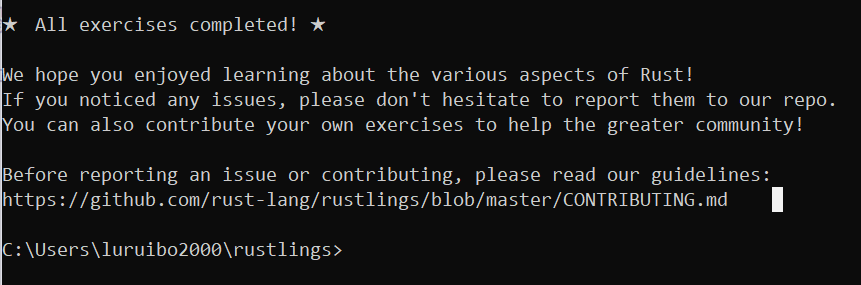 ★ All exercises completed! ★
We hope you enjoyed learning about the various aspects of Rust!
If you noticed any issues, please don't hesitate to report them to our repo.
You can also contribute your own exercises to help the greater community!
Before reporting an issue or contributing, please read our guidelines:
https://github.com/rust-lang/rustlings/blob/master/CONTRIBUTING.md
C:\Users\luruibo2000\rustlings>